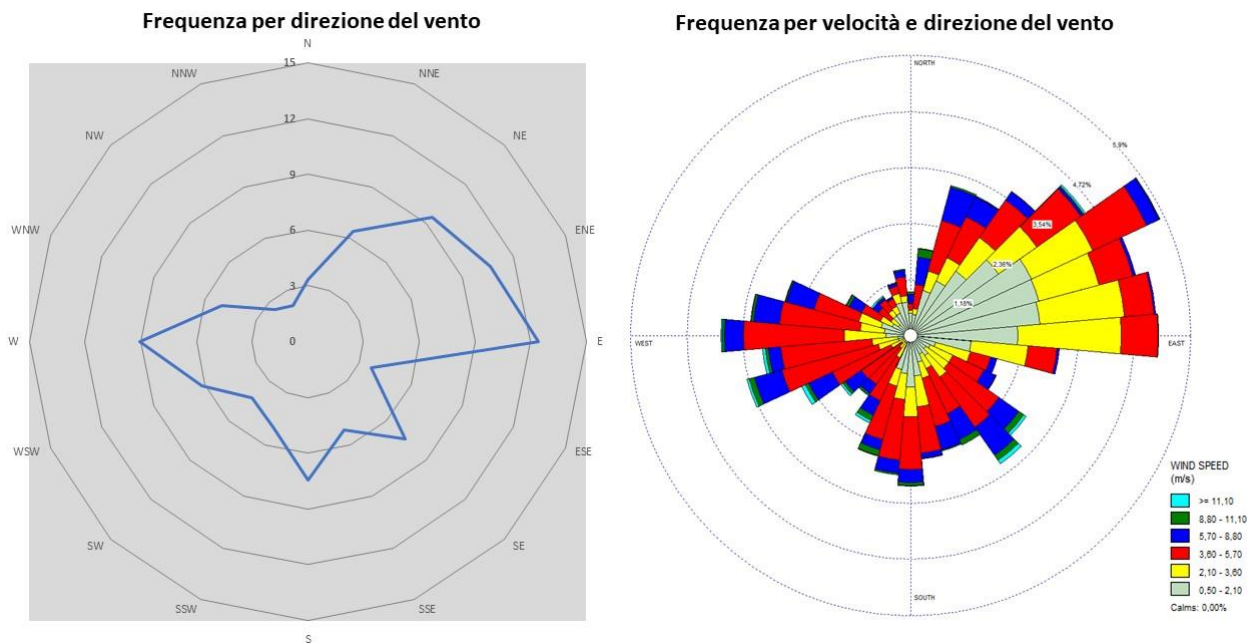 Frequenza per direzione del vento
N
NNE
NE
ENE
E
ESE
SE
SSE
S
SSW
SW
WSW
W
WNW
NW
NNW
15
12
9
6
3
0
Frequenza per velocità e direzione del vento
NORTH
EAST
SOUTH
WEST
5,9%
4,72%
3,54%
2,36%
1,18%
WIND SPEED
(m/s)
>= 11,10
8,80 - 11,10
5,70 - 8,80
3,60 - 5,70
2,10 - 3,60
0,50 - 2,10
Calms: 0,00%